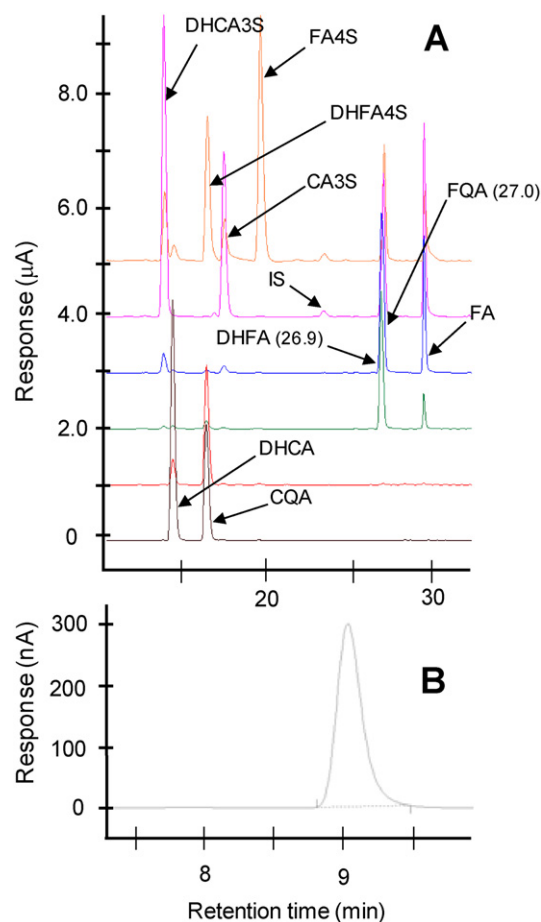 DHCA3S
FA4S
A
8.0
DHFA4S
CA3S
6.0
FQA (27.0)
IS
4.0
FA
DHFA (26.9)
2.0
DHCA
CQA
0
Response (µA)
20
30
300
B
200
100
0
Response (nA)
8
9
Retention time (min)